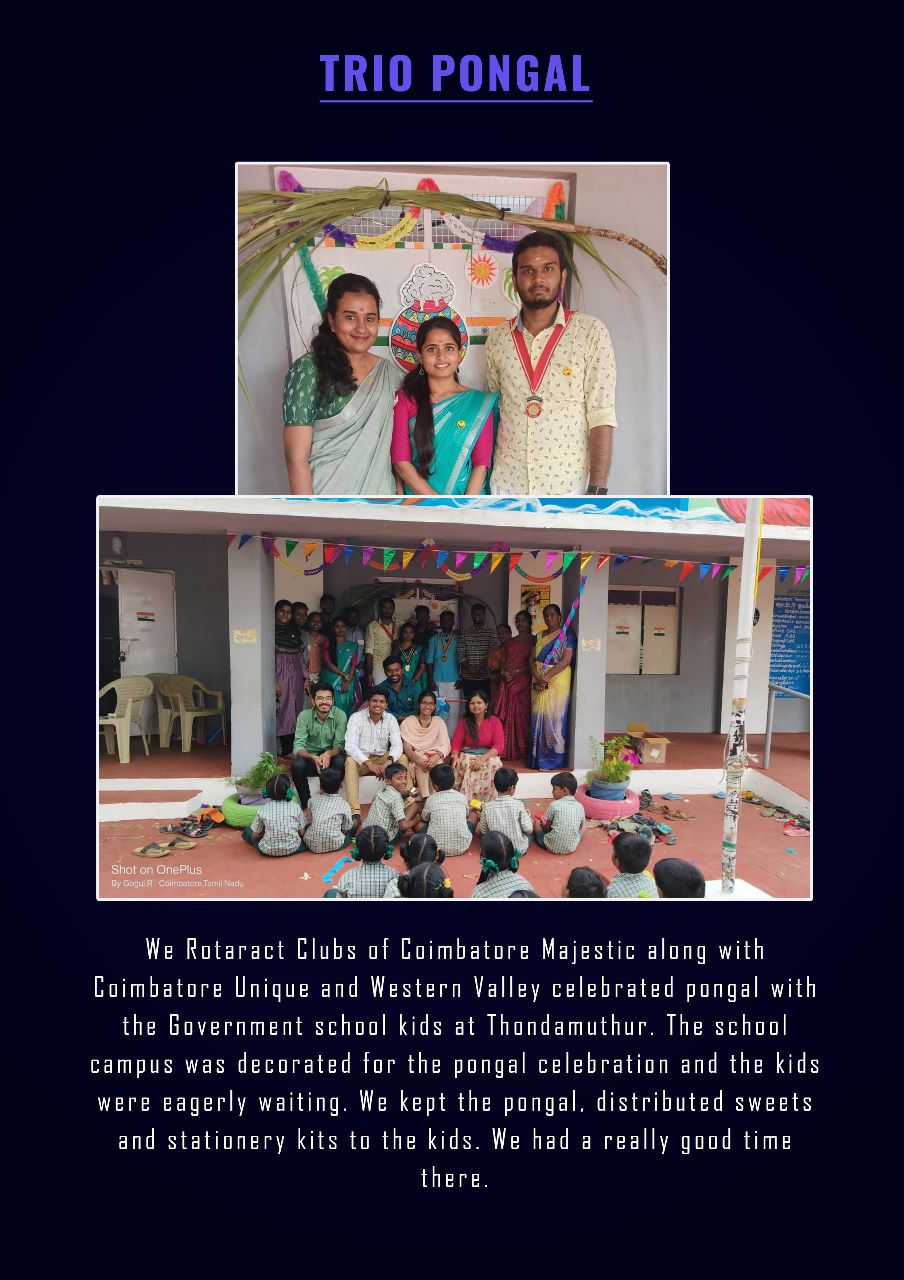 TRIO PONGAL
Shot on OnePlus
By Gogul.R Coimbatore,Tamil Nadu
We Rotaract Clubs of Coimbatore Majestic along with
Coimbatore Unique and Western Valley celebrated pongal with
the Government school kids at Thondamuthur. The school
campus was decorated for the pongal celebration and the kids
were eagerly waiting. We kept the pongal, distributed sweets
and stationery kits to the kids. We had a really good time
there.